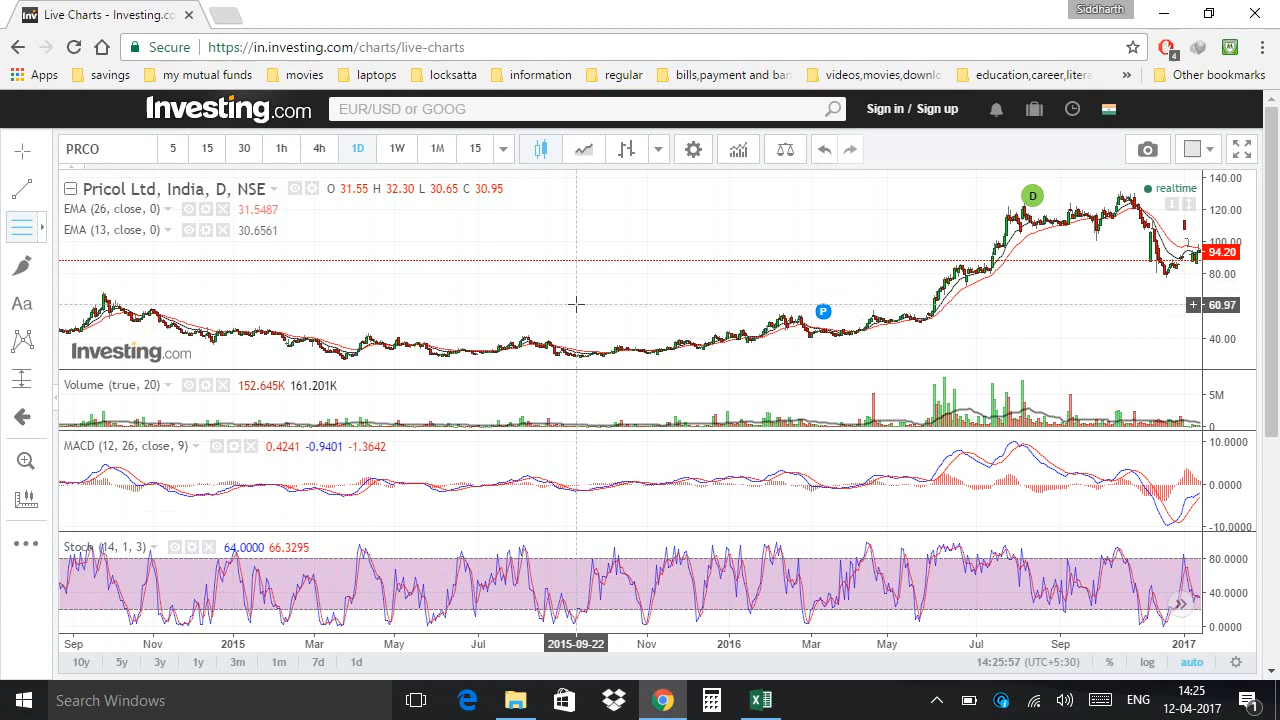 Live Charts - Investing.co
Siddharth
Secure https://in.investing.com/charts/live-charts
4
Apps savings my mutual funds movies laptops locksatta information regular bills,payment and ban videos,movies,downlo education,career,litera » Other bookmarks
Investing.com EUR/USD or GOOG Sign in / Sign up
PRCO 5 15 30 1h 4h 1D 1W 1M 15
Pricol Ltd, India, D, NSE O 31.55 H 32.30 L 30.65 C 30.95 realtime
EMA (26, close, 0) 31.5487
EMA (13, close, 0) 30.6561
D
P
140.00
120.00
100.00
94.20
80.00
60.97
40.00
Investing.com
Volume (true, 20) 152.645K 161.201K
5M
0
MACD (12, 26, close, 9) 0.4241 -0.9401 -1.3642
10.0000
0.0000
-10.0000
Stoch (14, 1, 3) 64.0000 66.3295
80.0000
40.0000
0.0000
Sep Nov 2015 Mar May Jul 2015-09-22 Nov 2016 Mar May Jul Sep 2017
10y 5y 3y 1y 3m 1m 7d 1d 14:25:57 (UTC+5:30) % log auto
Search Windows
ENG
14:25
12-04-2017
1